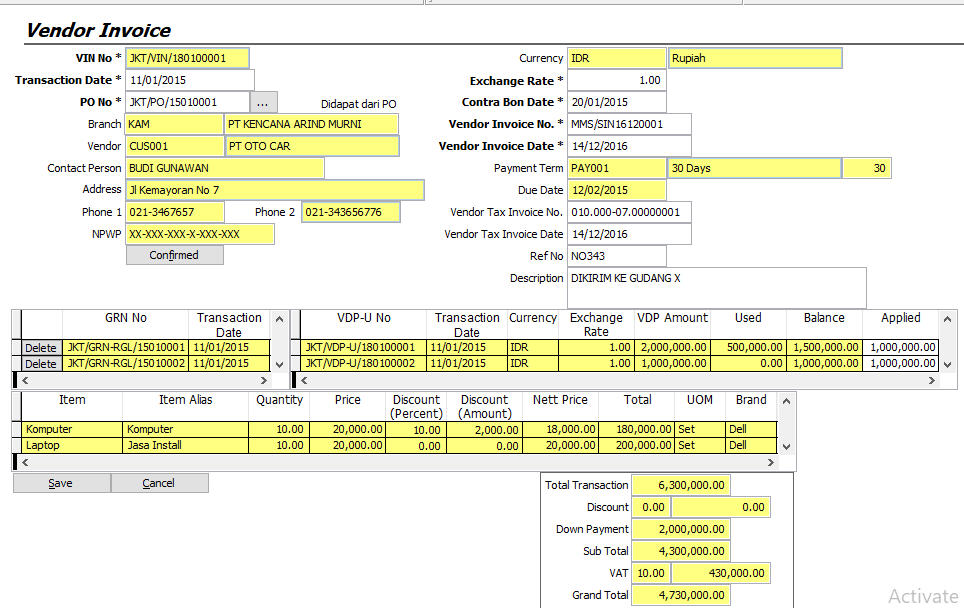 Vendor Invoice
VIN No * JKT/VIN/180100001 Currency IDR Rupiah
Transaction Date * 11/01/2015 Exchange Rate * 1.00
PO No * JKT/PO/15010001 ... Didapat dari PO Contra Bon Date * 20/01/2015
Branch KAM PT KENCANA ARIND MURNI Vendor Invoice No. * MMS/SIN16120001
Vendor CUS001 PT OTO CAR Vendor Invoice Date * 14/12/2016
Contact Person BUDI GUNAWAN Payment Term PAY001 30 Days 30
Address Jl Kemayoran No 7 Due Date 12/02/2015
Phone 1 021-3467657 Phone 2 021-343656776 Vendor Tax Invoice No. 010.000-07.00000001
NPWP XX-XXX-XXX-X-XXX-XXX Vendor Tax Invoice Date 14/12/2016
Confirmed Ref No NO343
Description DIKIRIM KE GUDANG X
GRN No Transaction Date VDP-U No Transaction Date Currency Exchange Rate VDP Amount Used Balance Applied
Delete JKT/GRN-RGL/15010001 11/01/2015 JKT/VDP-U/180100001 11/01/2015 IDR 1.00 2,000,000.00 500,000.00 1,500,000.00 1,000,000.00
Delete JKT/GRN-RGL/15010002 11/01/2015 JKT/VDP-U/180100002 11/01/2015 IDR 1.00 1,000,000.00 0.00 1,000,000.00 1,000,000.00
Item Item Alias Quantity Price Discount (Percent) Discount (Amount) Nett Price Total UOM Brand
Komputer Komputer 10.00 20,000.00 10.00 2,000.00 18,000.00 180,000.00 Set Dell
Laptop Jasa Install 10.00 20,000.00 0.00 0.00 20,000.00 200,000.00 Set Dell
Save Cancel
Total Transaction 6,300,000.00
Discount 0.00 0.00
Down Payment 2,000,000.00
Sub Total 4,300,000.00
VAT 10.00 430,000.00
Grand Total 4,730,000.00
Activate